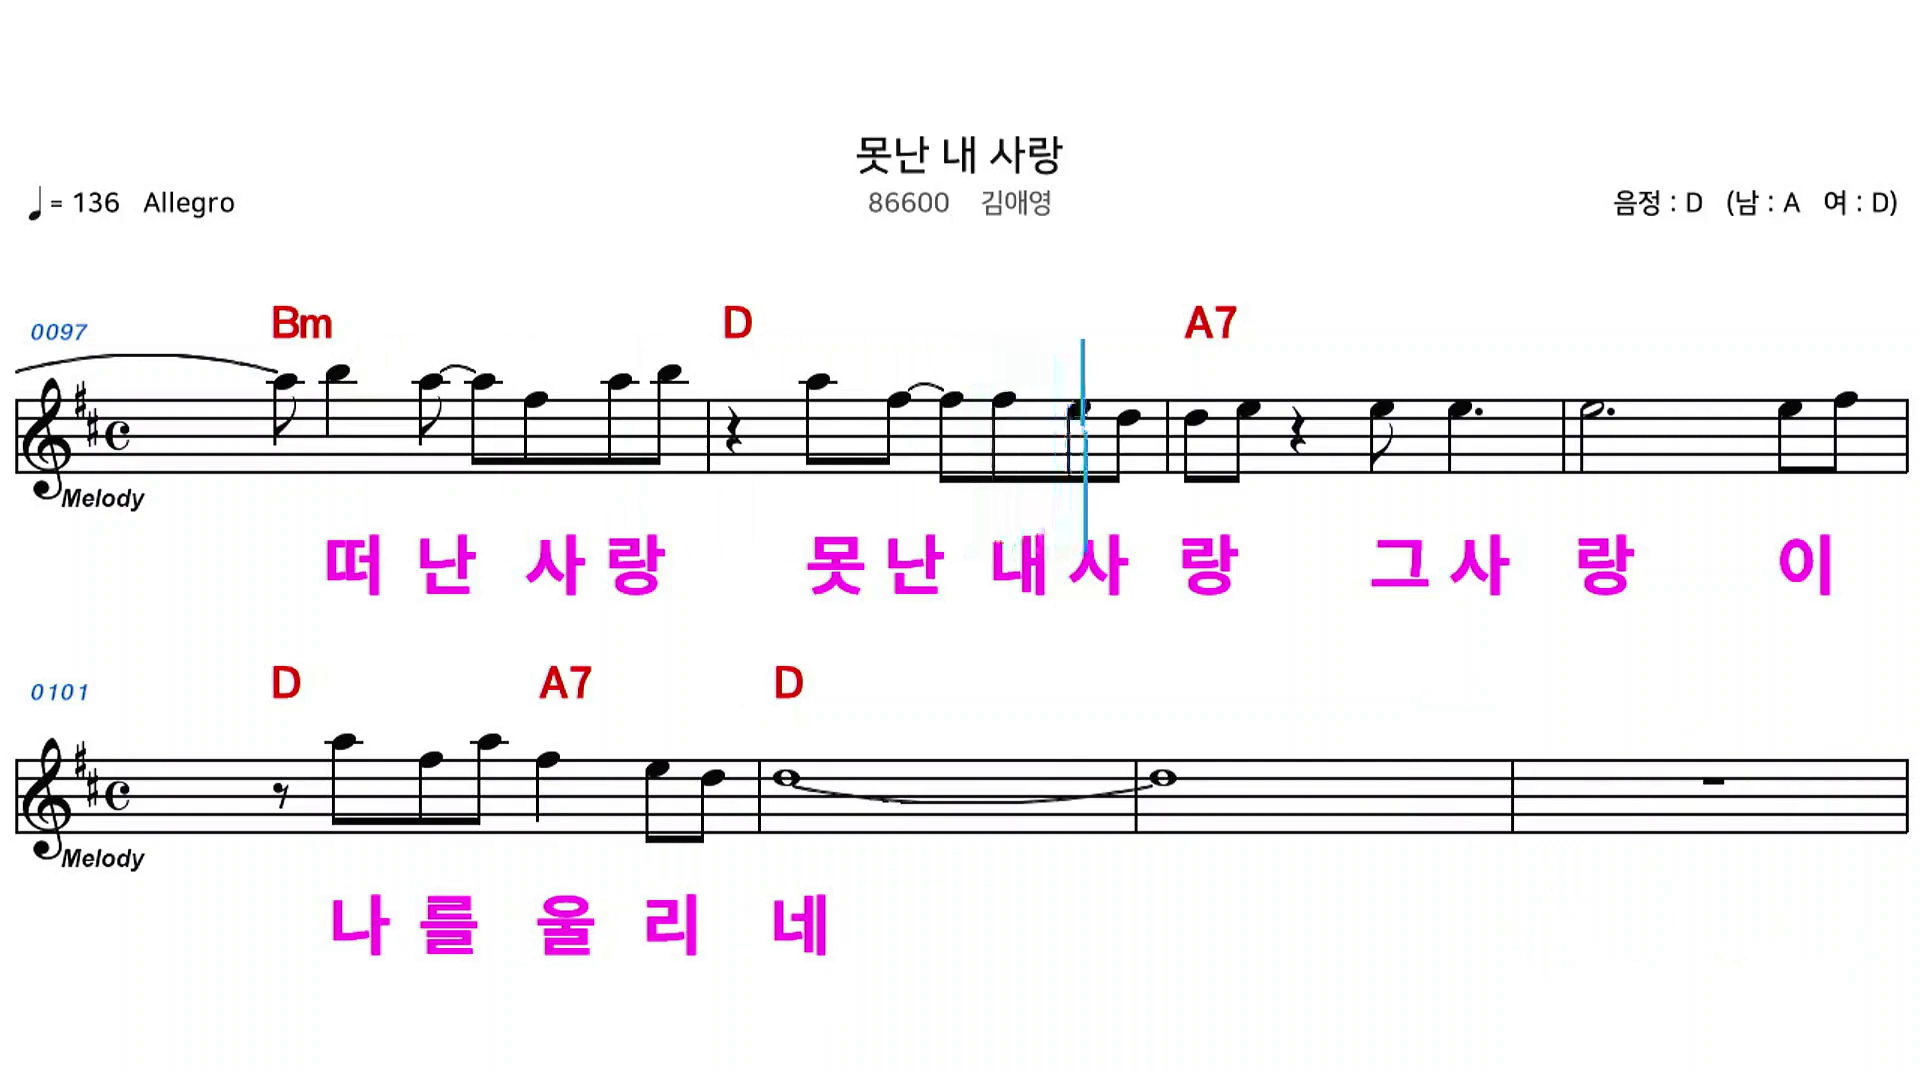 못난 내 사랑
♩= 136 Allegro 86600 김애영 음정 : D (남 : A 여 : D)
0097 Bm D A7
Melody
떠 난 사 랑 못 난 내 사 랑 그 사 랑 이
0101 D A7 D
Melody
나 를 울 리 네